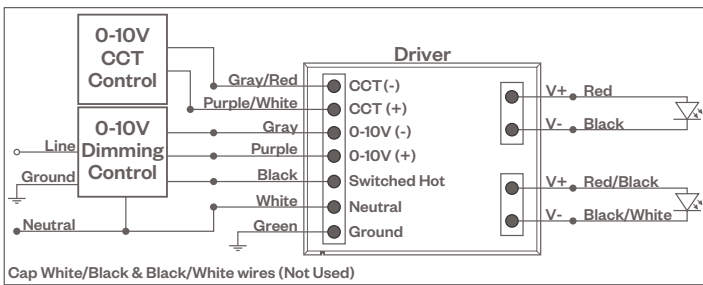 0-10V
CCT
Control
0-10V
Dimming
Control
Line
Ground
Neutral
Gray/Red
Purple/White
Gray
Purple
Black
White
Green
Driver
CCT (-)
CCT (+)
0-10V (-)
0-10V (+)
Switched Hot
Neutral
Ground
V+ Red
V- Black
V+ Red/Black
V- Black/White
Cap White/Black & Black/White wires (Not Used)